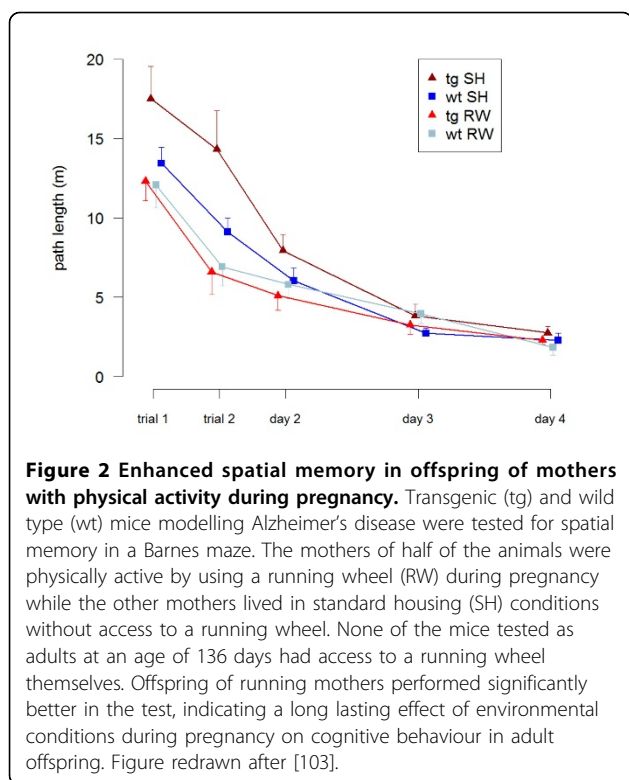 20
15
10
5
0
path length (m)
tg SH
wt SH
tg RW
wt RW
trial 1 trial 2 day 2 day 3 day 4
Figure 2 Enhanced spatial memory in offspring of mothers
with physical activity during pregnancy. Transgenic (tg) and wild
type (wt) mice modelling Alzheimer's disease were tested for spatial
memory in a Barnes maze. The mothers of half of the animals were
physically active by using a running wheel (RW) during pregnancy
while the other mothers lived in standard housing (SH) conditions
without access to a running wheel. None of the mice tested as
adults at an age of 136 days had access to a running wheel
themselves. Offspring of running mothers performed significantly
better in the test, indicating a long lasting effect of environmental
conditions during pregnancy on cognitive behaviour in adult
offspring. Figure redrawn after [103].